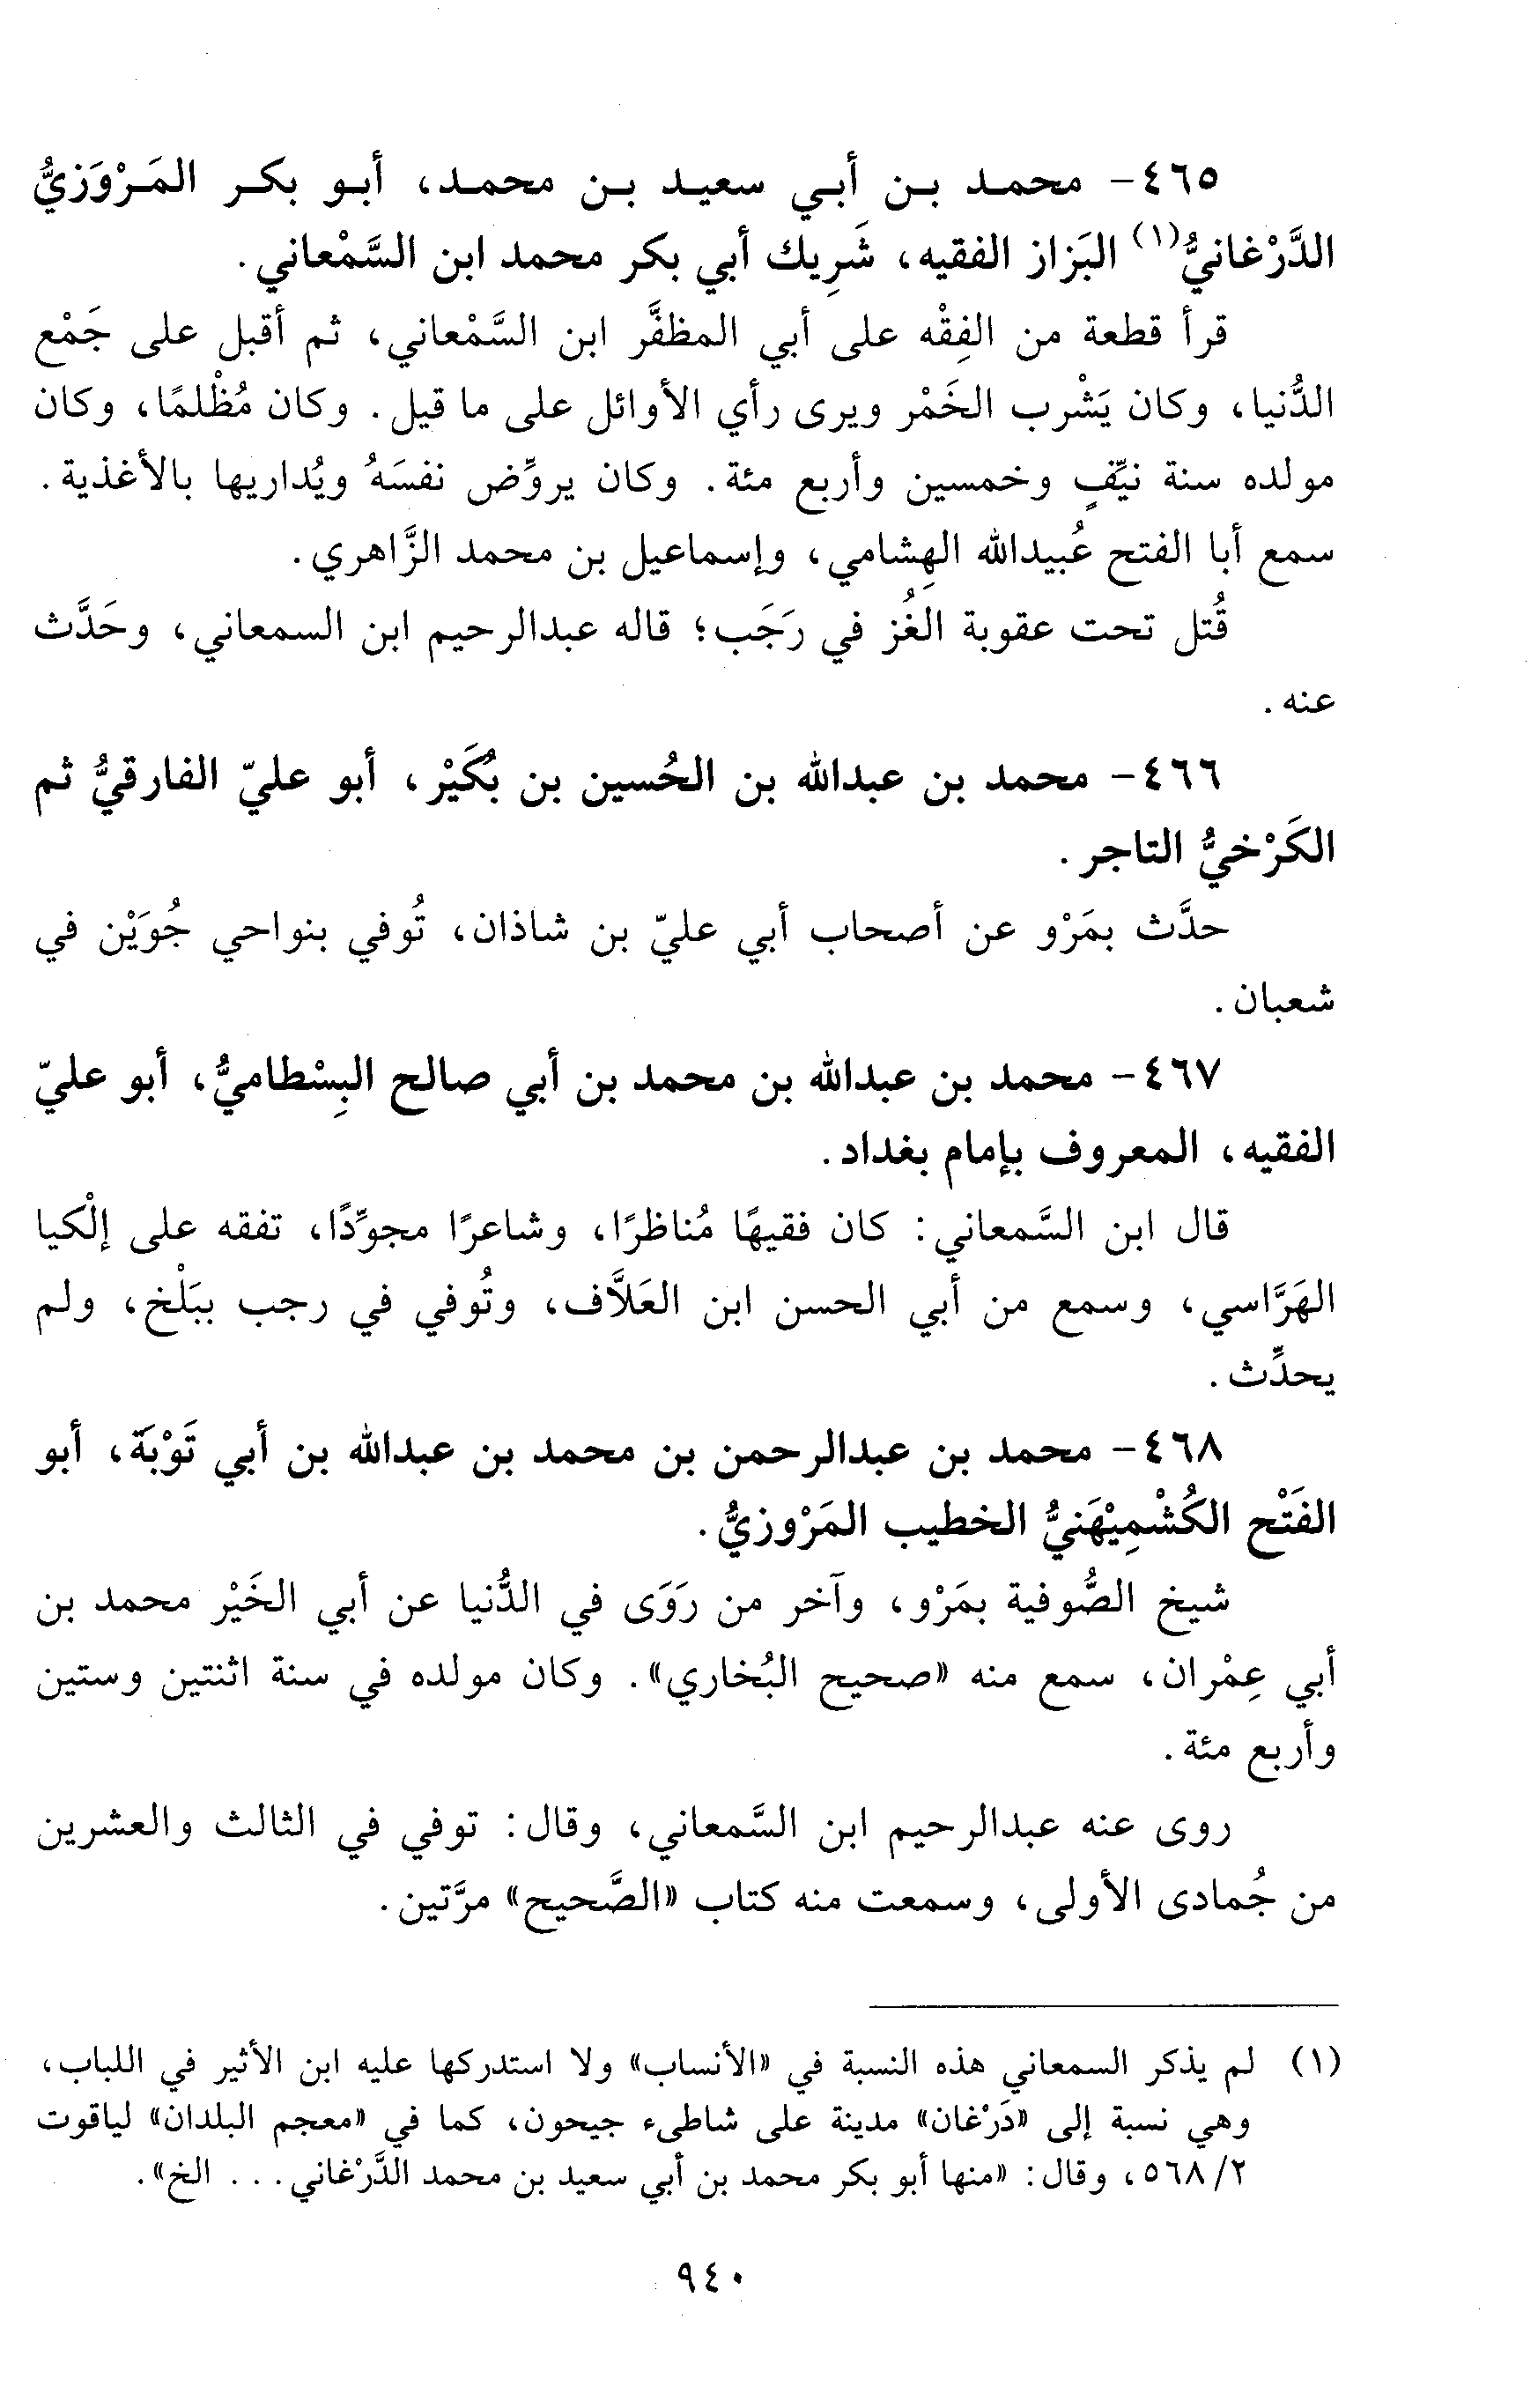 ٤٦٥- محمد بن أبي سعيد بن محمد، أبو بكر المَرْوَزيُّ
الدَّرْغانيُّ(١) البَزاز الفقيه، شَرِيك أبي بكر محمد ابن السَّمْعاني.
قرأ قطعة من الفِقْه على أبي المظفَّر ابن السَّمْعاني، ثم أقبل على جَمْع
الدُّنيا، وكان يَشْرب الخَمْر ويرى رأي الأوائل على ما قيل. وكان مُظْلمًا، وكان
مولده سنة نيِّفٍ وخمسين وأربع مئة. وكان يروِّض نفسَهُ ويُداريها بالأغذية.
سمع أبا الفتح عُبيدالله الهِشامي، وإسماعيل بن محمد الزَّاهري.
قُتل تحت عقوبة الغُز في رَجَب؛ قاله عبدالرحيم ابن السمعاني، وحَدَّث
عنه.
٤٦٦- محمد بن عبدالله بن الحُسين بن بُكَيْر، أبو عليّ الفارقيُّ ثم
الكَرْخيُّ التاجر.
حدَّث بمَرْو عن أصحاب أبي عليّ بن شاذان، تُوفي بنواحي جُوَيْن في
شعبان.
٤٦٧- محمد بن عبدالله بن محمد بن أبي صالح البِسْطاميُّ، أبو عليّ
الفقيه، المعروف بإمام بغداد.
قال ابن السَّمعاني: كان فقيهًا مُناظرًا، وشاعرًا مجوِّدًا، تفقه على إلْكيا
الهَرَّاسي، وسمع من أبي الحسن ابن العَلاَّف، وتُوفي في رجب ببَلْخ، ولم
يحدِّث.
٤٦٨- محمد بن عبدالرحمن بن محمد بن عبدالله بن أبي تَوْبَة، أبو
الفَتْح الكُشْمِيْهَنيُّ الخطيب المَرْوزيُّ.
شيخ الصُّوفية بمَرْو، وآخر من رَوَى في الدُّنيا عن أبي الخَيْر محمد بن
أبي عِمْران، سمع منه «صحيح البُخاري». وكان مولده في سنة اثنتين وستين
وأربع مئة.
روى عنه عبدالرحيم ابن السَّمعاني، وقال: توفي في الثالث والعشرين
من جُمادى الأولى، وسمعت منه كتاب «الصَّحيح» مرَّتين.
(١) لم يذكر السمعاني هذه النسبة في «الأنساب» ولا استدركها عليه ابن الأثير في اللباب،
وهي نسبة إلى «دَرْغان» مدينة على شاطىء جيحون، كما في «معجم البلدان» لياقوت
٢/ ٥٦٨، وقال: «منها أبو بكر محمد بن أبي سعيد بن محمد الدَّرْغاني... الخ».
٩٤٠